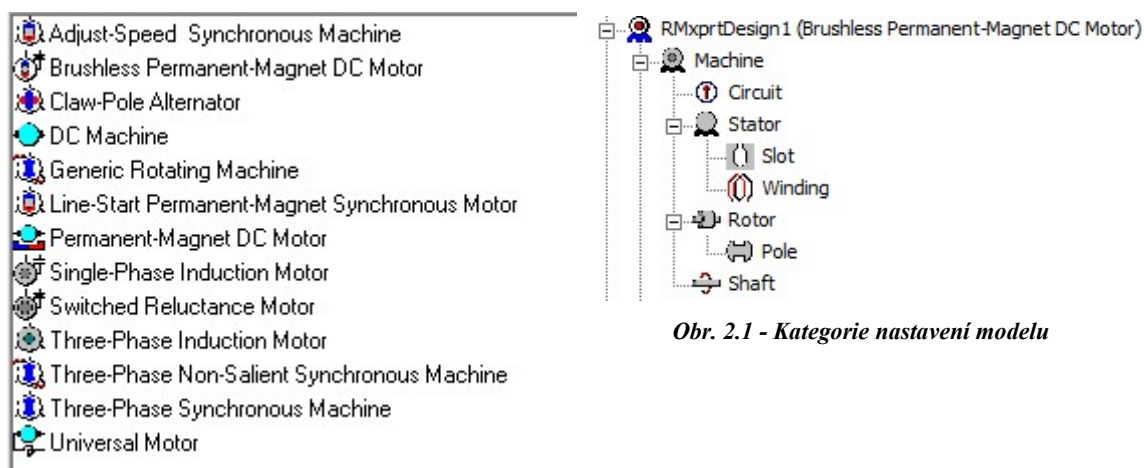 Adjust-Speed  Synchronous Machine
Brushless Permanent-Magnet DC Motor
Claw-Pole Alternator
DC Machine
Generic Rotating Machine
Line-Start Permanent-Magnet Synchronous Motor
Permanent-Magnet DC Motor
Single-Phase Induction Motor
Switched Reluctance Motor
Three-Phase Induction Motor
Three-Phase Non-Salient Synchronous Machine
Three-Phase Synchronous Machine
Universal Motor
RMxprtDesign1 (Brushless Permanent-Magnet DC Motor)
Machine
Circuit
Stator
Slot
Winding
Rotor
Pole
Shaft
Obr. 2.1 - Kategorie nastavení modelu